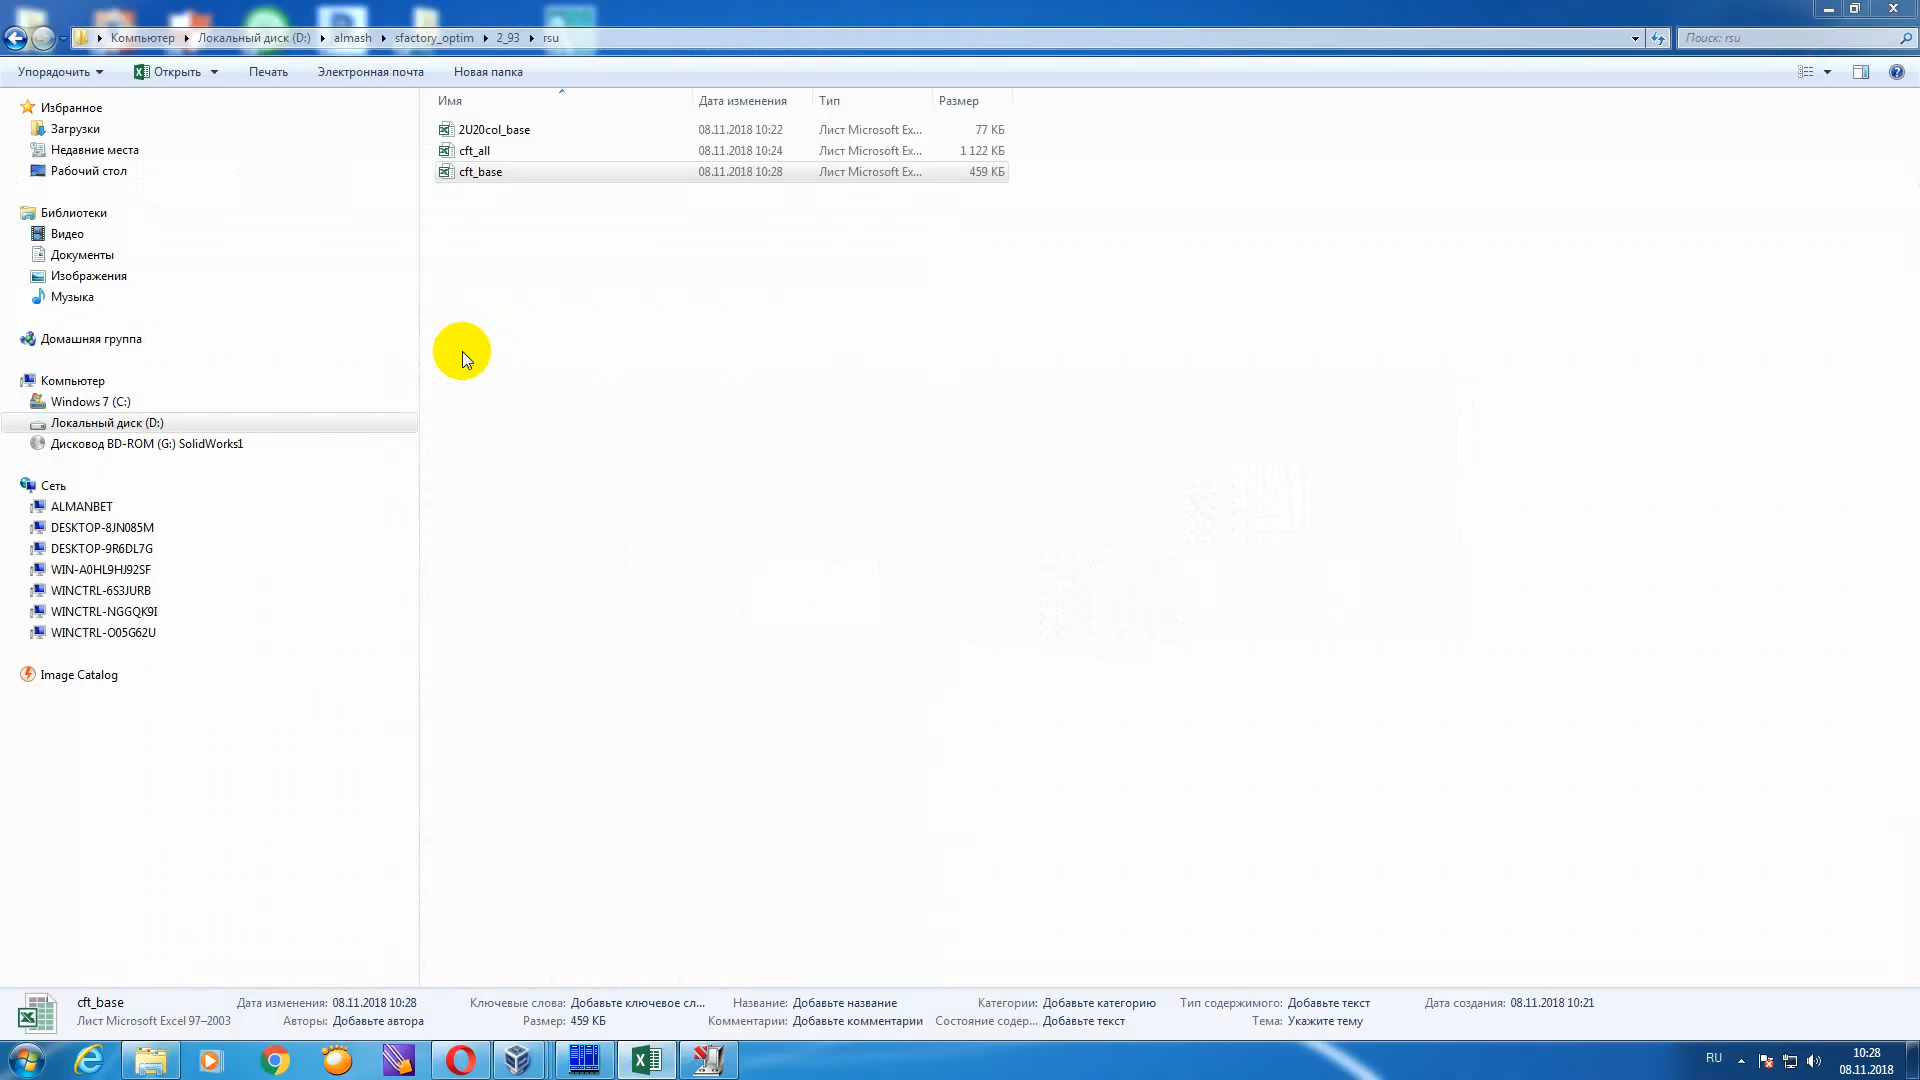 Компьютер Локальный диск (D:) almash sfactory_optim 2_93 rsu
Поиск: rsu
Упорядочить Открыть Печать Электронная почта Новая папка
Избранное
Загрузки
Недавние места
Рабочий стол
Библиотеки
Видео
Документы
Изображения
Музыка
Домашняя группа
Компьютер
Windows 7 (C:)
Локальный диск (D:)
Дисковод BD-ROM (G:) SolidWorks1
Сеть
ALMANBET
DESKTOP-8JN085M
DESKTOP-9R6DL7G
WIN-A0HL9HJ92SF
WINCTRL-6S3JURB
WINCTRL-NGGQK9I
WINCTRL-O05G62U
Image Catalog
Имя Дата изменения Тип Размер
2U20col_base 08.11.2018 10:22 Лист Microsoft Ex... 77 КБ
cft_all 08.11.2018 10:24 Лист Microsoft Ex... 1 122 КБ
cft_base 08.11.2018 10:28 Лист Microsoft Ex... 459 КБ
cft_base Дата изменения: 08.11.2018 10:28 Ключевые слова: Добавьте ключевое сл... Название: Добавьте название Категории: Добавьте категорию Тип содержимого: Добавьте текст Дата создания: 08.11.2018 10:21
Лист Microsoft Excel 97–2003 Авторы: Добавьте автора Размер: 459 КБ Комментарии: Добавьте комментарии Состояние содер... Добавьте текст Тема: Укажите тему
RU
10:28
08.11.2018